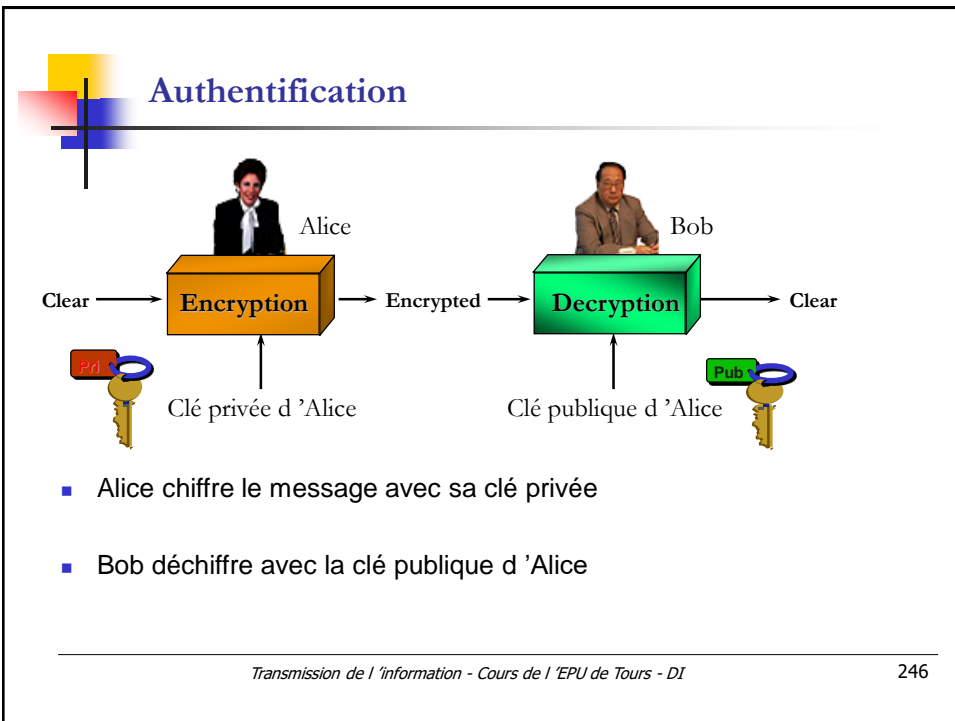 Authentification
Alice
Bob
Clear
Encryption
Encrypted
Decryption
Clear
Pri
Pub
Clé privée d ’Alice
Clé publique d ’Alice
Alice chiffre le message avec sa clé privée
Bob déchiffre avec la clé publique d ’Alice
Transmission de l ’information - Cours de l ’EPU de Tours - DI
246